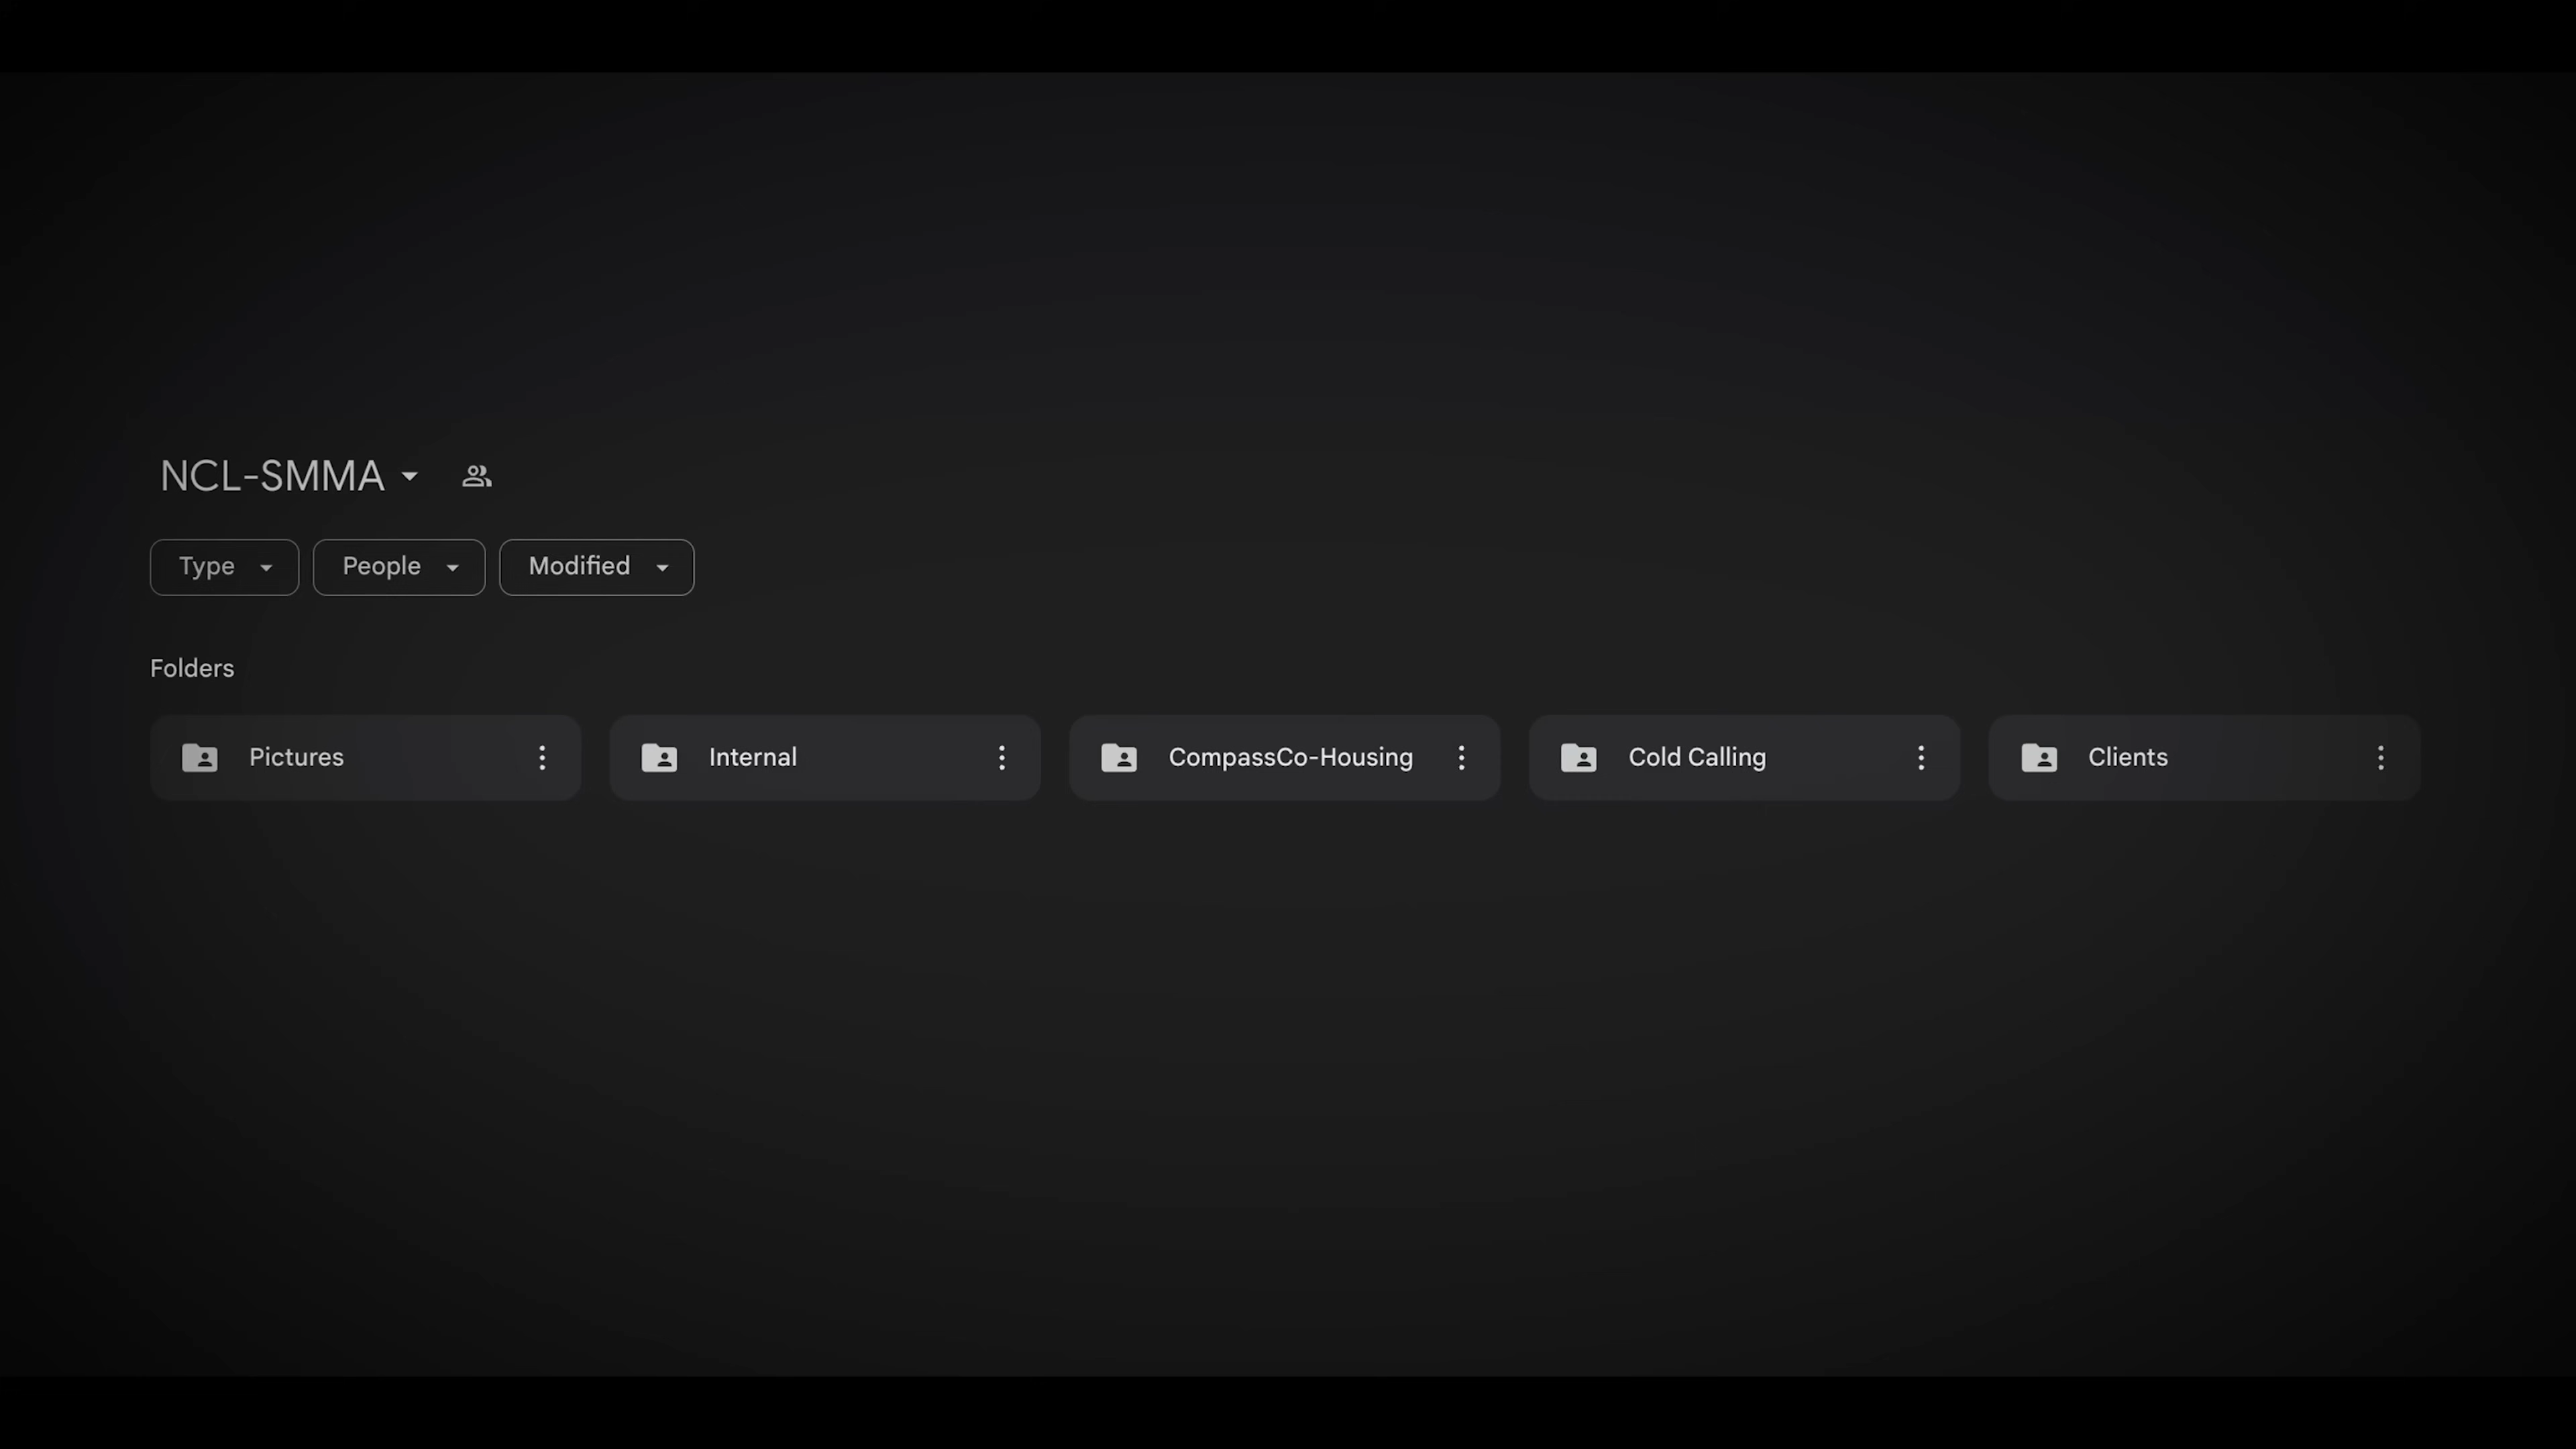 NCL-SMMA
Type People Modified
Folders
Pictures Internal CompassCo-Housing Cold Calling Clients